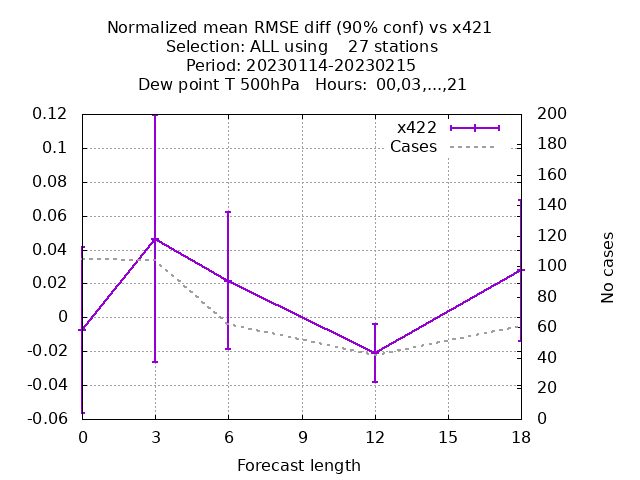 Normalized mean RMSE diff (90% conf) vs x421
Selection: ALL using    27 stations
Period: 20230114-20230215
Dew point T 500hPa   Hours:  00,03,...,21
x422
Cases
0.12
0.1
0.08
0.06
0.04
0.02
0
-0.02
-0.04
-0.06
200
180
160
140
120
100
80
60
40
20
0
No cases
0 3 6 9 12 15 18
Forecast length